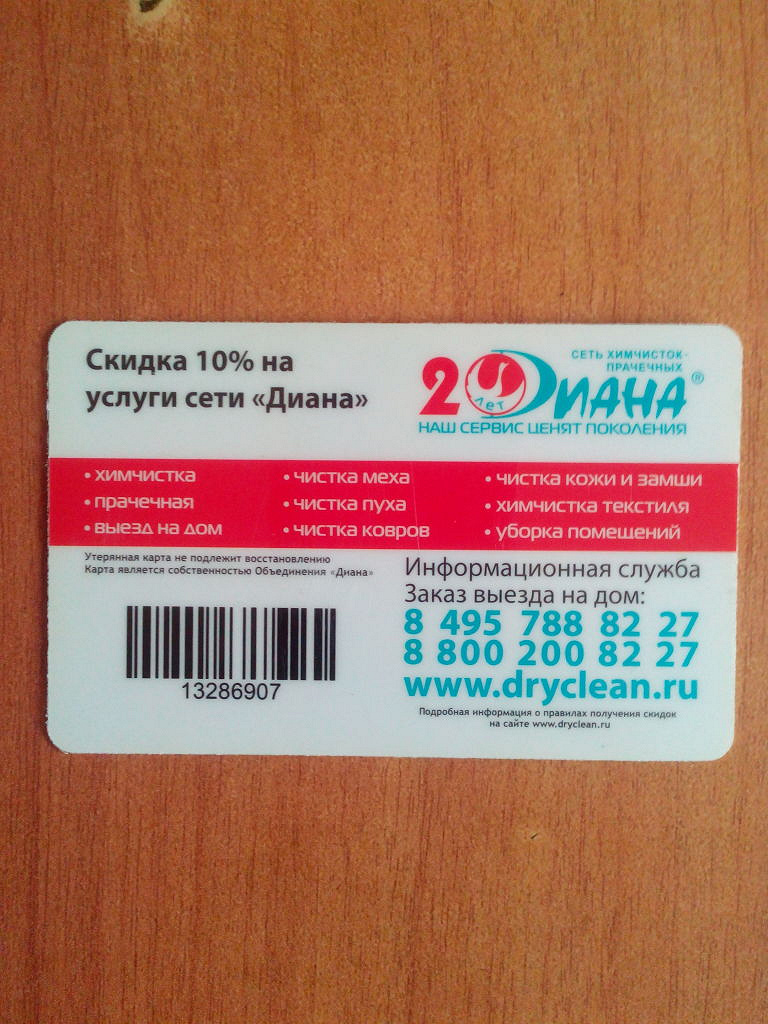 Скидка 10% на
услуги сети «Диана»
СЕТЬ ХИМЧИСТОК-
ПРАЧЕЧНЫХ
20 лет ДИАНА®
НАШ СЕРВИС ЦЕНЯТ ПОКОЛЕНИЯ
• химчистка
• прачечная
• выезд на дом
• чистка меха
• чистка пуха
• чистка ковров
• чистка кожи и замши
• химчистка текстиля
• уборка помещений
Утерянная карта не подлежит восстановлению
Карта является собственностью Объединения «Диана»
13286907
Информационная служба
Заказ выезда на дом:
8 495 788 82 27
8 800 200 82 27
www.dryclean.ru
Подробная информация о правилах получения скидок
на сайте www.dryclean.ru